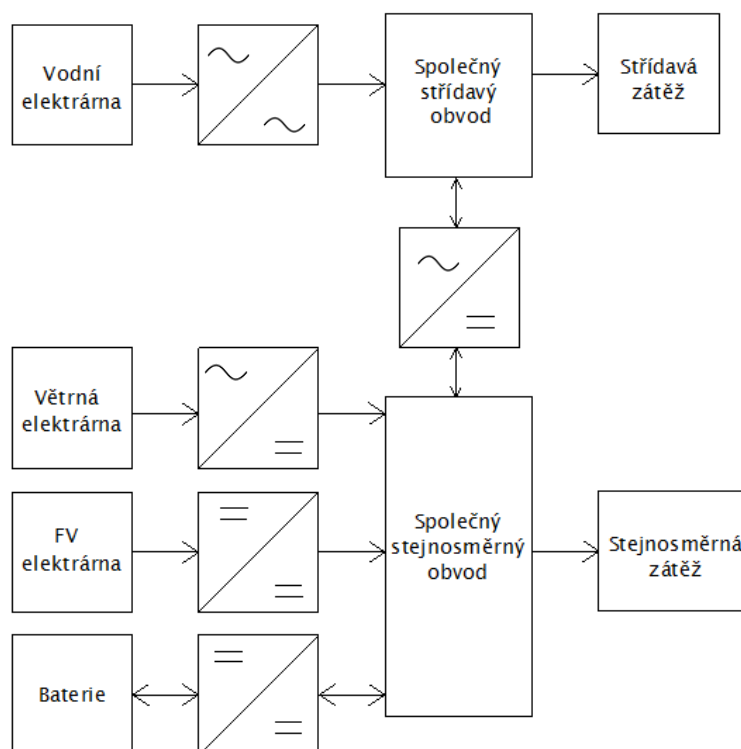 Vodní
elektrárna
Společný
střídavý
obvod
Střídavá
zátěž
Větrná
elektrárna
FV
elektrárna
Společný
stejnosměrný
obvod
Stejnosměrná
zátěž
Baterie